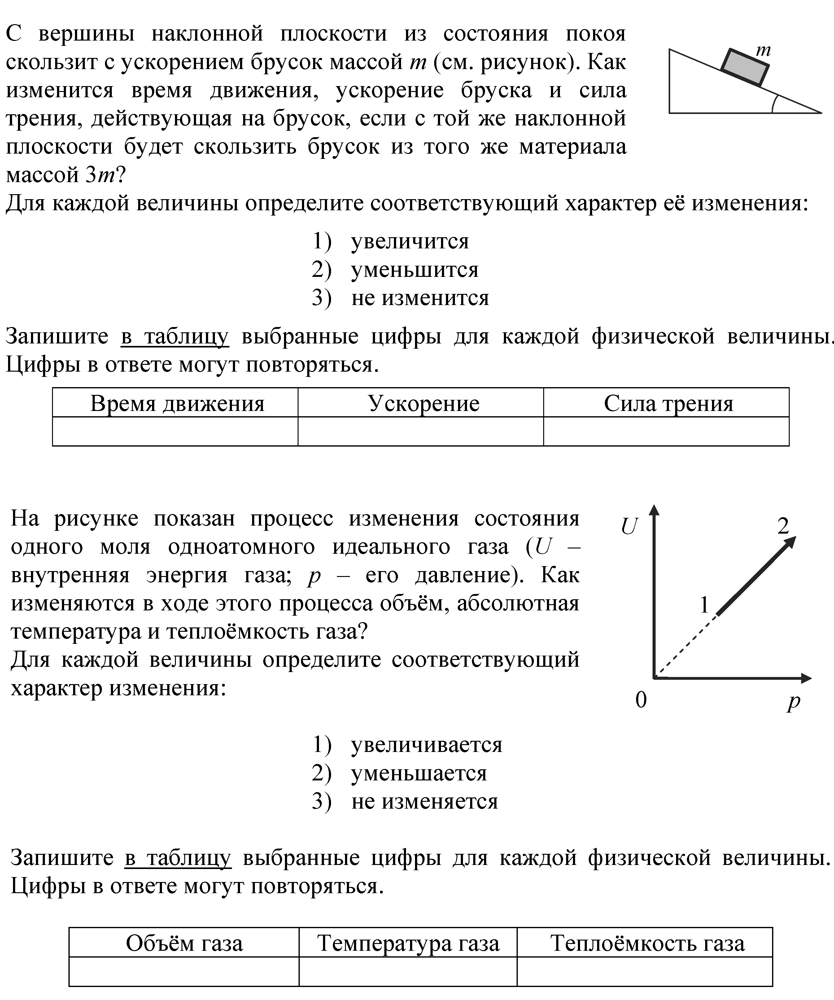 С вершины наклонной плоскости из состояния покоя
скользит с ускорением брусок массой m (см. рисунок). Как
изменится время движения, ускорение бруска и сила
трения, действующая на брусок, если с той же наклонной
плоскости будет скользить брусок из того же материала
массой 3m?
m
Для каждой величины определите соответствующий характер её изменения:
1) увеличится
2) уменьшится
3) не изменится
Запишите в таблицу выбранные цифры для каждой физической величины.
Цифры в ответе могут повторяться.
Время движения Ускорение Сила трения
На рисунке показан процесс изменения состояния
одного моля одноатомного идеального газа (U –
внутренняя энергия газа; p – его давление). Как
изменяются в ходе этого процесса объём, абсолютная
температура и теплоёмкость газа?
Для каждой величины определите соответствующий
характер изменения:
U
2
1
0
p
1) увеличивается
2) уменьшается
3) не изменяется
Запишите в таблицу выбранные цифры для каждой физической величины.
Цифры в ответе могут повторяться.
Объём газа Температура газа Теплоёмкость газа